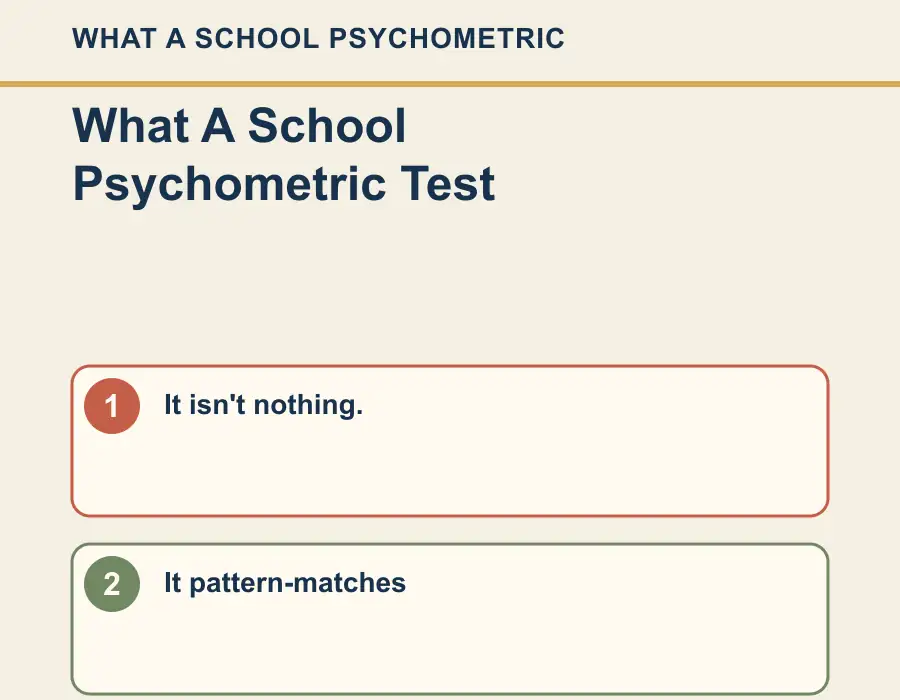 WHAT A SCHOOL PSYCHOMETRIC
What A School
Psychometric Test
1
It isn't nothing.
2
It pattern-matches